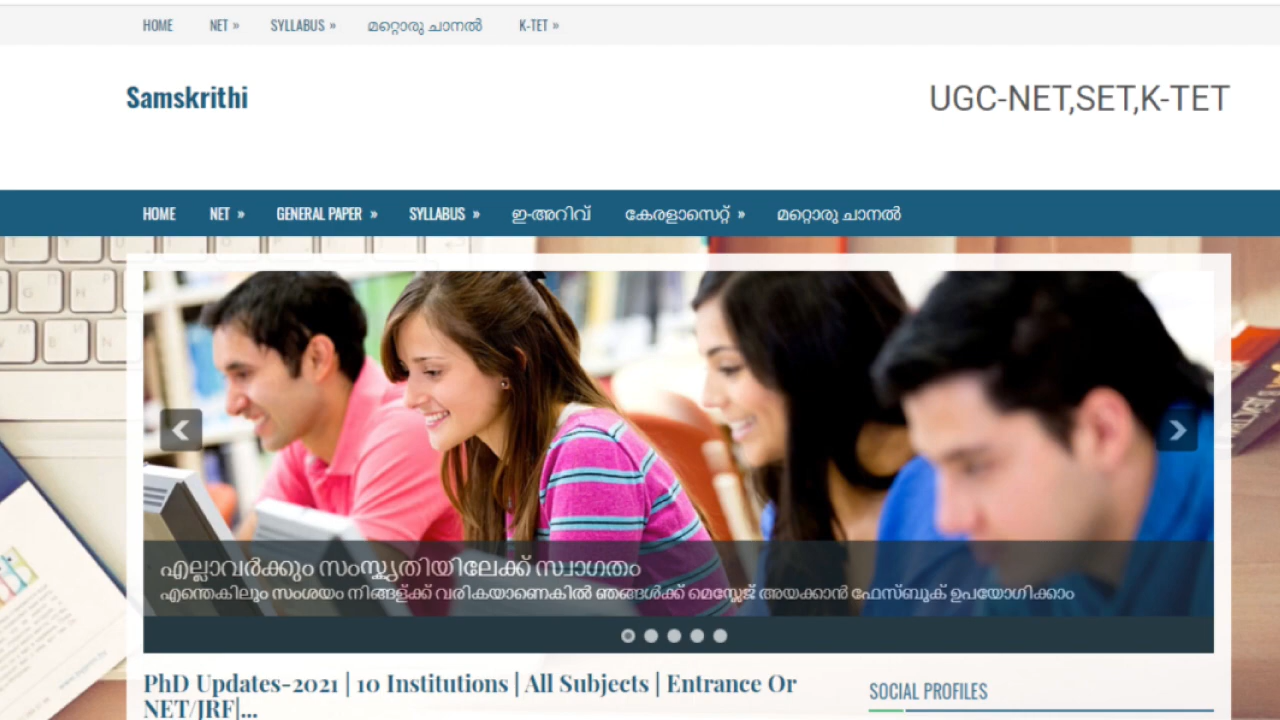 HOME NET » SYLLABUS » മറ്റൊരു ചാനൽ K-TET »
Samskrithi
UGC-NET,SET,K-TET
HOME NET » GENERAL PAPER » SYLLABUS » ഇ-അറിവ് കേരളാസെറ്റ് » മറ്റൊരു ചാനൽ
എല്ലാവർക്കും സംസ്കൃതിയിലേക്ക് സ്വാഗതം
എന്തെകിലും സംശയം നിങ്ങള്ക്ക് വരികയാണെകിൽ ഞങ്ങൾക്ക് മെസ്സേജ് അയക്കാൻ ഫേസ്ബുക് ഉപയോഗിക്കാം
PhD Updates-2021 | 10 Institutions | All Subjects | Entrance Or
NET/JRF|...
SOCIAL PROFILES